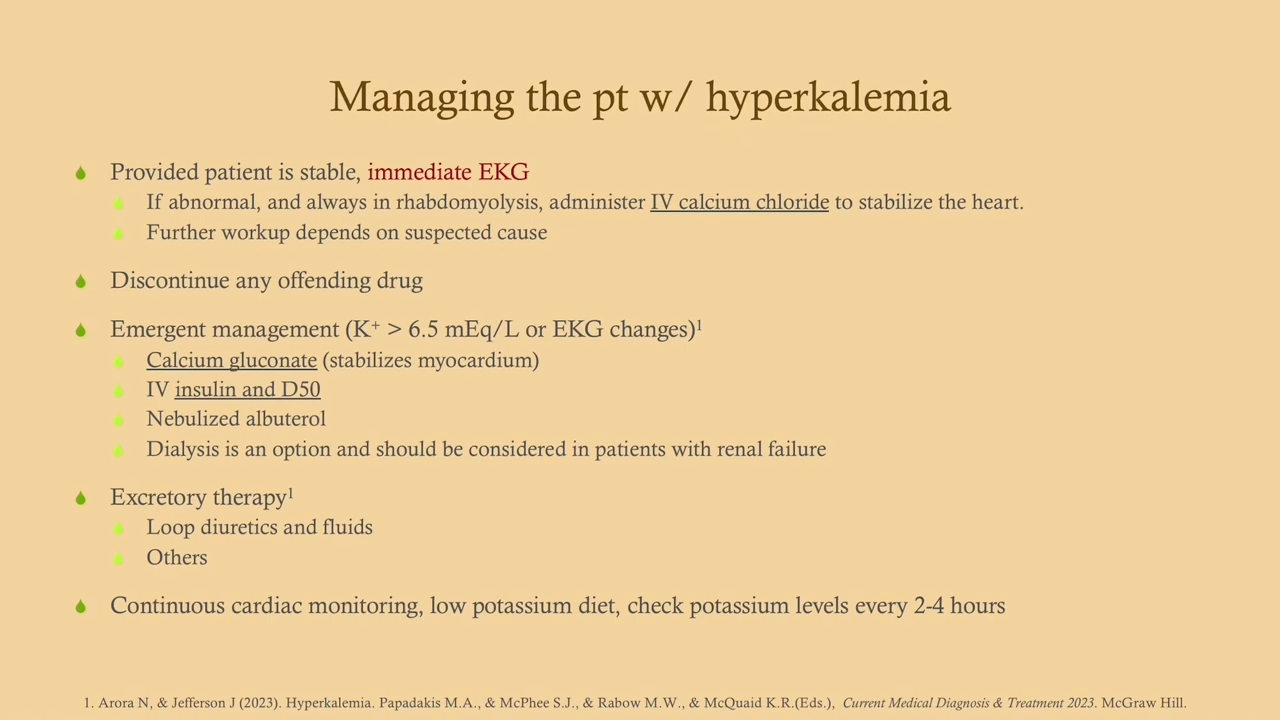 Managing the pt w/ hyperkalemia
Provided patient is stable, immediate EKG
If abnormal, and always in rhabdomyolysis, administer IV calcium chloride to stabilize the heart.
Further workup depends on suspected cause
Discontinue any offending drug
Emergent management (K⁺ > 6.5 mEq/L or EKG changes)¹
Calcium gluconate (stabilizes myocardium)
IV insulin and D50
Nebulized albuterol
Dialysis is an option and should be considered in patients with renal failure
Excretory therapy¹
Loop diuretics and fluids
Others
Continuous cardiac monitoring, low potassium diet, check potassium levels every 2-4 hours
1. Arora N, & Jefferson J (2023). Hyperkalemia. Papadakis M.A., & McPhee S.J., & Rabow M.W., & McQuaid K.R.(Eds.), Current Medical Diagnosis & Treatment 2023. McGraw Hill.